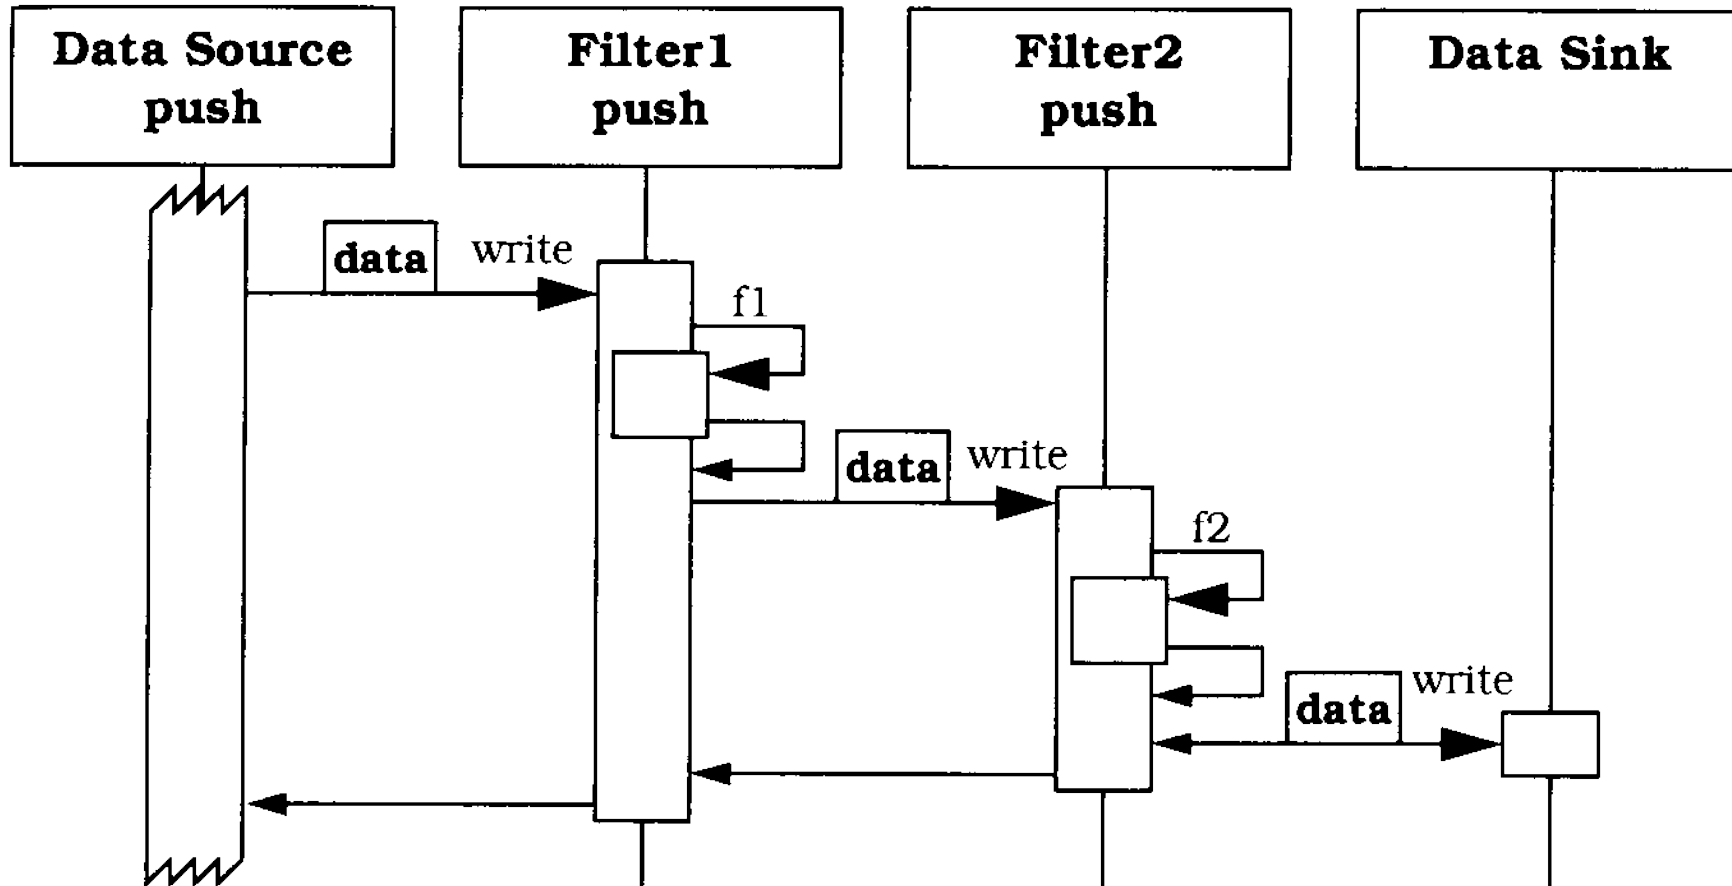 Data Source
push
Filter1
push
Filter2
push
Data Sink
data
write
f1
data
write
f2
data
write